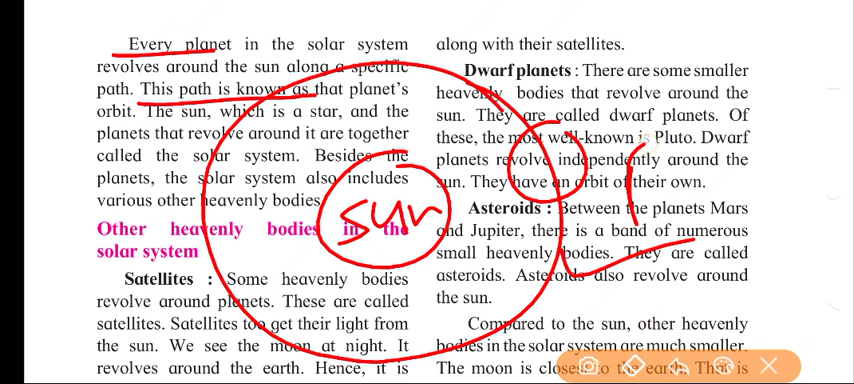 Every planet in the solar system
revolves around the sun along a specific
path. This path is known as that planet's
orbit. The sun, which is a star, and the
planets that revolve around it are together
called the solar system. Besides the
planets, the solar system also includes
various other heavenly bodies.
Other heavenly bodies in the
solar system
Satellites : Some heavenly bodies
revolve around planets. These are called
satellites. Satellites too get their light from
the sun. We see the moon at night. It
revolves around the earth. Hence, it is
sun
along with their satellites.
Dwarf planets : There are some smaller
heavenly bodies that revolve around the
sun. They are called dwarf planets. Of
these, the most well-known is Pluto. Dwarf
planets revolve independently around the
sun. They have an orbit of their own.
Asteroids : Between the planets Mars
and Jupiter, there is a band of numerous
small heavenly bodies. They are called
asteroids. Asteroids also revolve around
the sun.
Compared to the sun, other heavenly
bodies in the solar system are much smaller.
The moon is closest to the earth. That is